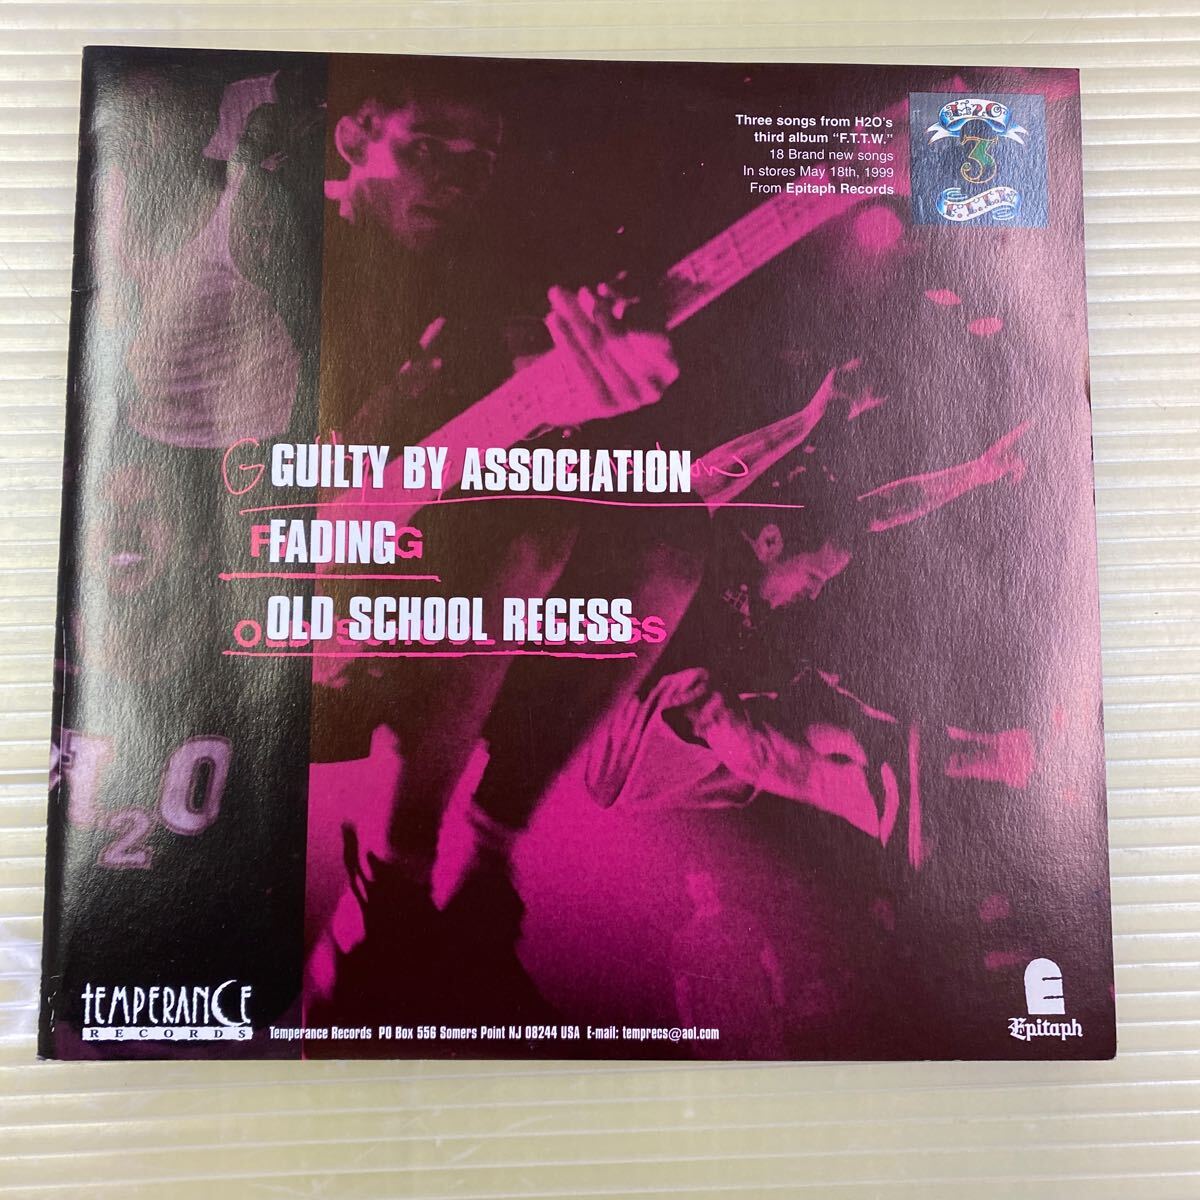 Three songs from H2O's
third album "F.T.T.W."
18 Brand new songs
In stores May 18th, 1999
From Epitaph Records
H2O
3
F.T.T.W.
GUILTY BY ASSOCIATION
FADING
OLD SCHOOL RECESS
H2O
TEMPERANCE
RECORDS
Temperance Records PO Box 556 Somers Point NJ 08244 USA E-mail: temprecs@aol.com
Epitaph